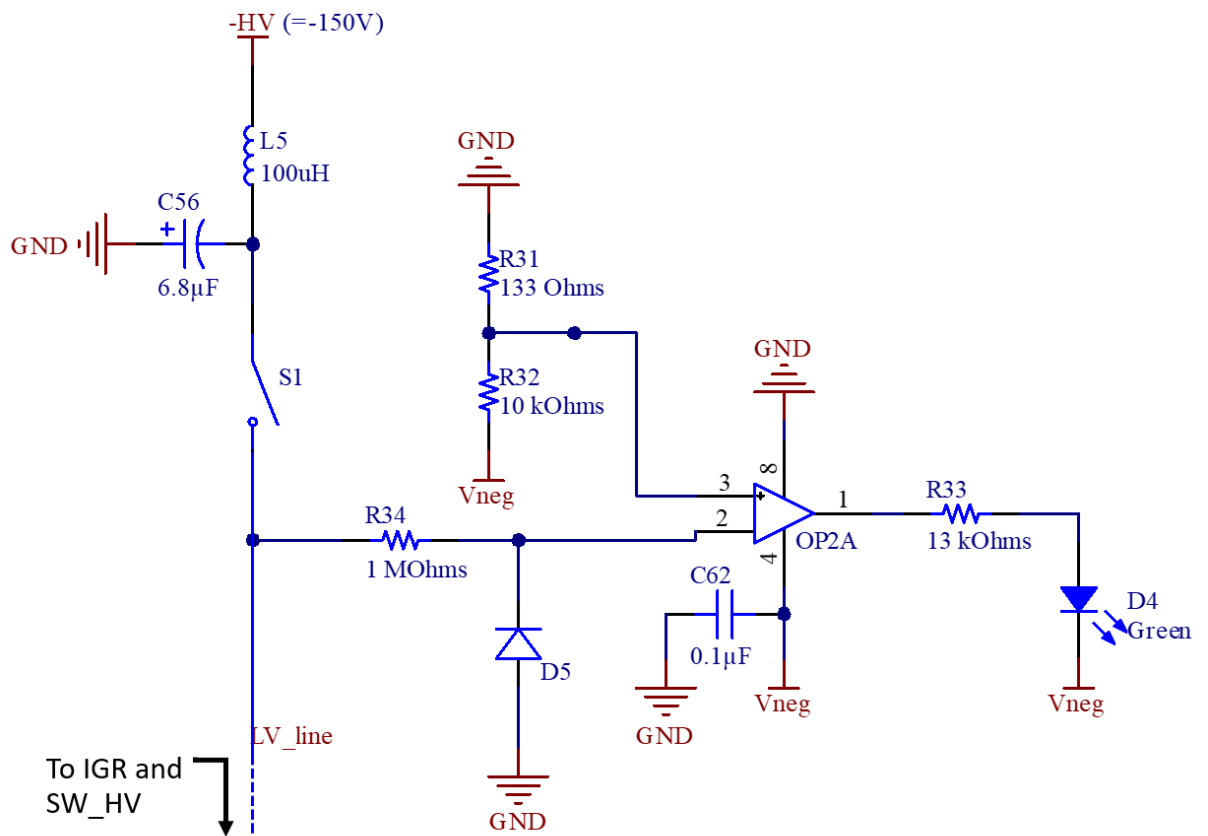 -HV (=-150V)
L5
100uH
C56
+
GND
6.8µF
S1
GND
R31
133 Ohms
R32
10 kOhms
Vneg
GND
8
3
+
1
2
OP2A
4
R33
13 kOhms
R34
1 MOhms
C62
0.1µF
D5
D4
Green
GND
Vneg
Vneg
LV_line
GND
To IGR and
SW_HV